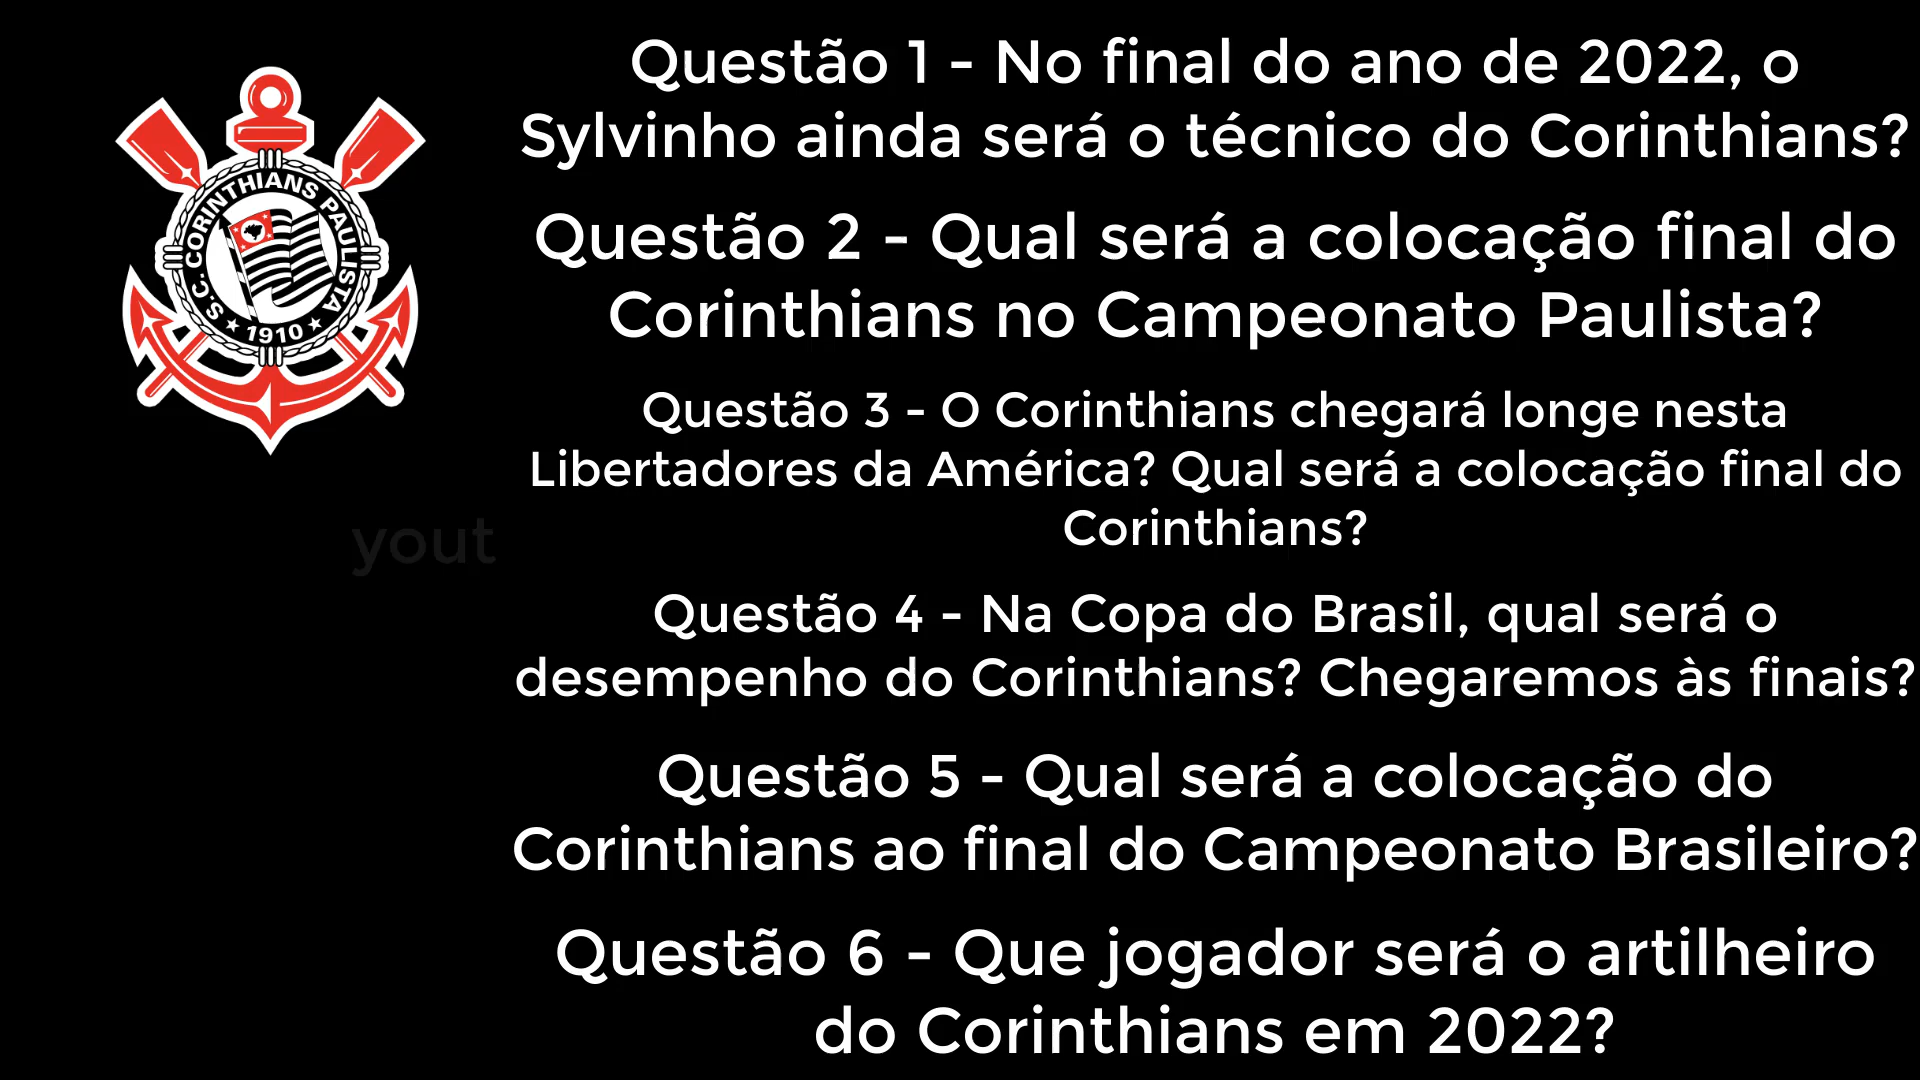 S.C. CORINTHIANS PAULISTA
1910
Questão 1 - No final do ano de 2022, o
Sylvinho ainda será o técnico do Corinthians?
Questão 2 - Qual será a colocação final do
Corinthians no Campeonato Paulista?
Questão 3 - O Corinthians chegará longe nesta
Libertadores da América? Qual será a colocação final do
Corinthians?
yout
Questão 4 - Na Copa do Brasil, qual será o
desempenho do Corinthians? Chegaremos às finais?
Questão 5 - Qual será a colocação do
Corinthians ao final do Campeonato Brasileiro?
Questão 6 - Que jogador será o artilheiro
do Corinthians em 2022?